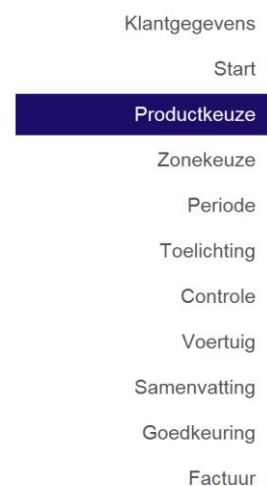 Klantgegevens
Start
Productkeuze
Zonekeuze
Periode
Toelichting
Controle
Voertuig
Samenvatting
Goedkeuring
Factuur